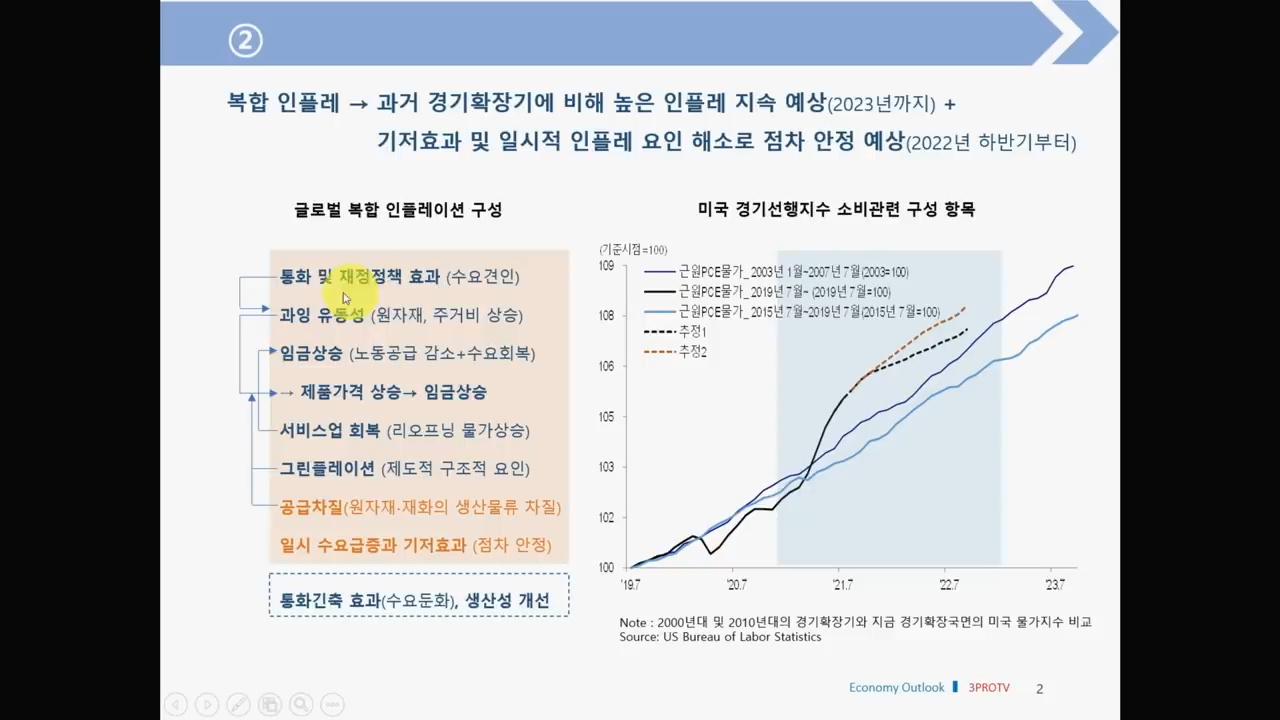 ②
복합 인플레 → 과거 경기확장기에 비해 높은 인플레 지속 예상(2023년까지) +
기저효과 및 일시적 인플레 요인 해소로 점차 안정 예상(2022년 하반기부터)
글로벌 복합 인플레이션 구성
통화 및 재정정책 효과 (수요견인)
과잉 유동성 (원자재, 주거비 상승)
임금상승 (노동공급 감소+수요회복)
→ 제품가격 상승→ 임금상승
서비스업 회복 (리오프닝 물가상승)
그린플레이션 (제도적 구조적 요인)
공급차질(원자재·재화의 생산물류 차질)
일시 수요급증과 기저효과 (점차 안정)
통화긴축 효과(수요둔화), 생산성 개선
미국 경기선행지수 소비관련 구성 항목
(기준시점=100)
근원PCE물가_ 2003년 1월~2007년 7월(2003=100)
근원PCE물가_ 2019년 7월~ (2019년 7월=100)
근원PCE물가_ 2015년 7월~2019년 7월(2015년 7월=100)
추정1
추정2
109
108
106
105
103
102
100
'19.7
'20.7
'21.7
'22.7
'23.7
Note : 2000년대 및 2010년대의 경기확장기와 지금 경기확장국면의 미국 물가지수 비교
Source: US Bureau of Labor Statistics
Economy Outlook
3PROTV
2